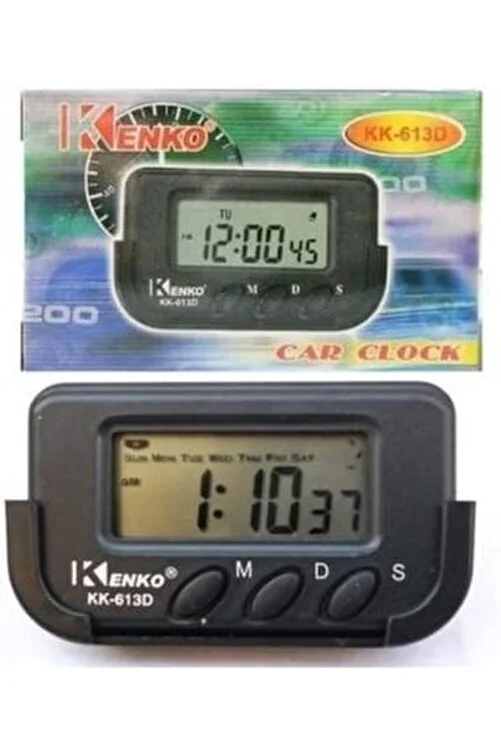 KENKO®
KK-613D
TU
12:00 45
KENKO
KK-613D
M D S
200
CAR CLOCK
SUN MON TUE WED THU FRI SAT
AM
1:10 37
KENKO®
KK-613D
M D S